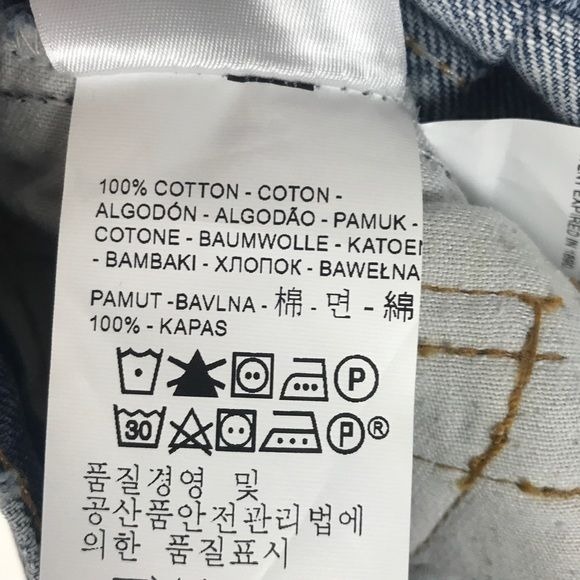 100% COTTON - COTON -
ALGODÓN - ALGODÃO - PAMUK -
COTONE - BAUMWOLLE - KATOEN
- BAMBAKI - ХЛОПОК - BAWEŁNA
PAMUT -BAVLNA - 棉 - 면 - 綿
100% - KAPAS
P
30 P ®
품질경영 및
공산품안전관리법에
의한 품질표시